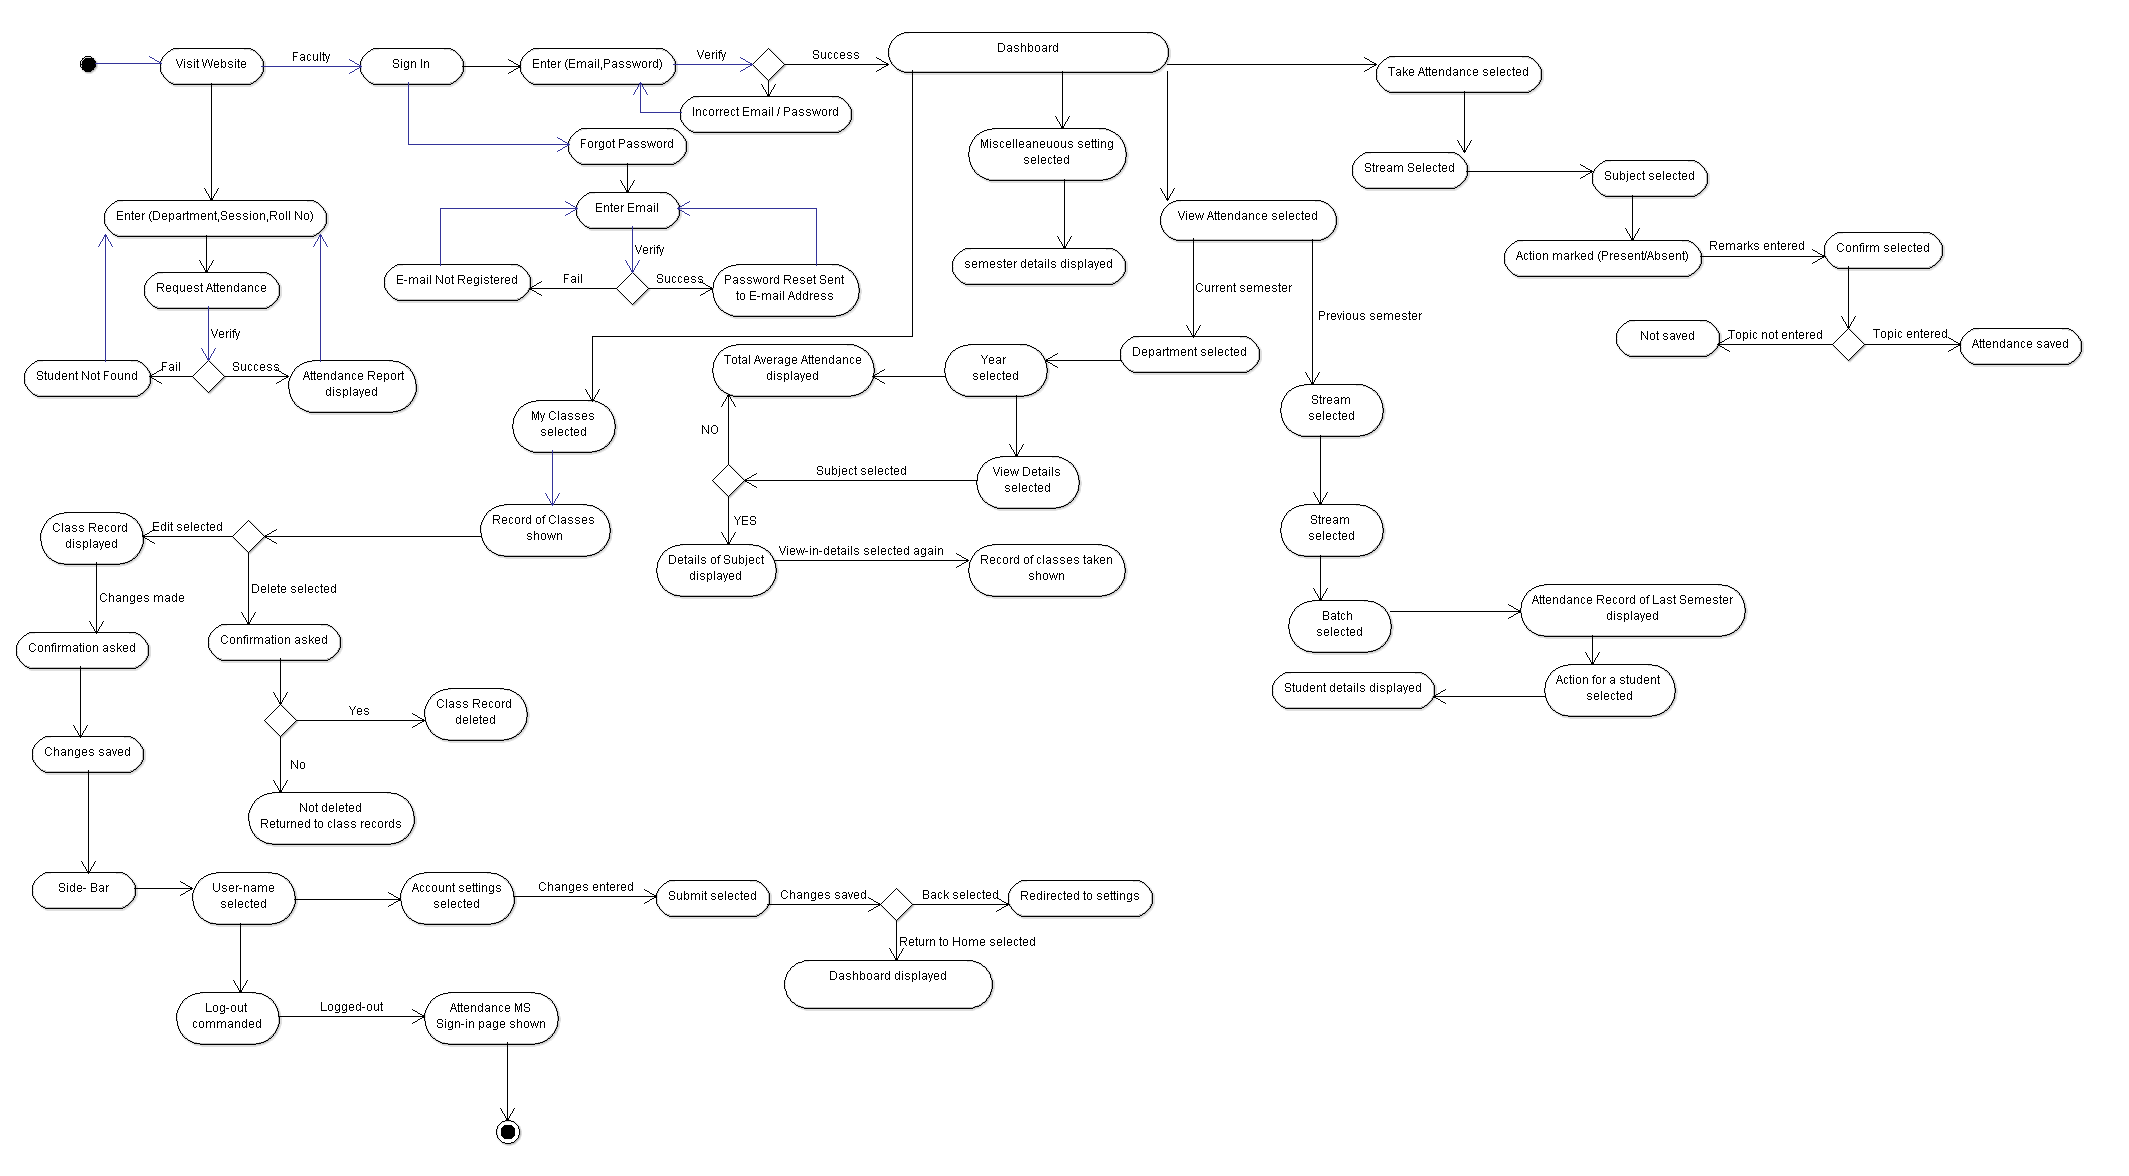 Visit Website
Faculty
Sign In
Enter (Email,Password)
Verify
Success
Dashboard
Take Attendance selected
Incorrect Email / Password
Forgot Password
Miscelleaneuous setting
selected
Stream Selected
Subject selected
Enter (Department,Session,Roll No)
Enter Email
View Attendance selected
Verify
Action marked (Present/Absent)
Remarks entered
Confirm selected
semester details displayed
E-mail Not Registered
Fail
Success
Password Reset Sent
to E-mail Address
Request Attendance
Current semester
Previous semester
Verify
Not saved
Topic not entered
Topic entered
Attendance saved
Department selected
Student Not Found
Fail
Success
Attendance Report
displayed
Total Average Attendance
displayed
Year
selected
My Classes
selected
NO
Stream
selected
Subject selected
View Details
selected
Class Record
displayed
Edit selected
Record of Classes
shown
YES
Stream
selected
Details of Subject
displayed
View-in-details selected again
Record of classes taken
shown
Changes made
Delete selected
Batch
selected
Attendance Record of Last Semester
displayed
Confirmation asked
Confirmation asked
Student details displayed
Action for a student
selected
Yes
Class Record
deleted
Changes saved
No
Not deleted
Returned to class records
Side- Bar
User-name
selected
Account settings
selected
Changes entered
Submit selected
Changes saved
Back selected
Redirected to settings
Return to Home selected
Dashboard displayed
Log-out
commanded
Logged-out
Attendance MS
Sign-in page shown